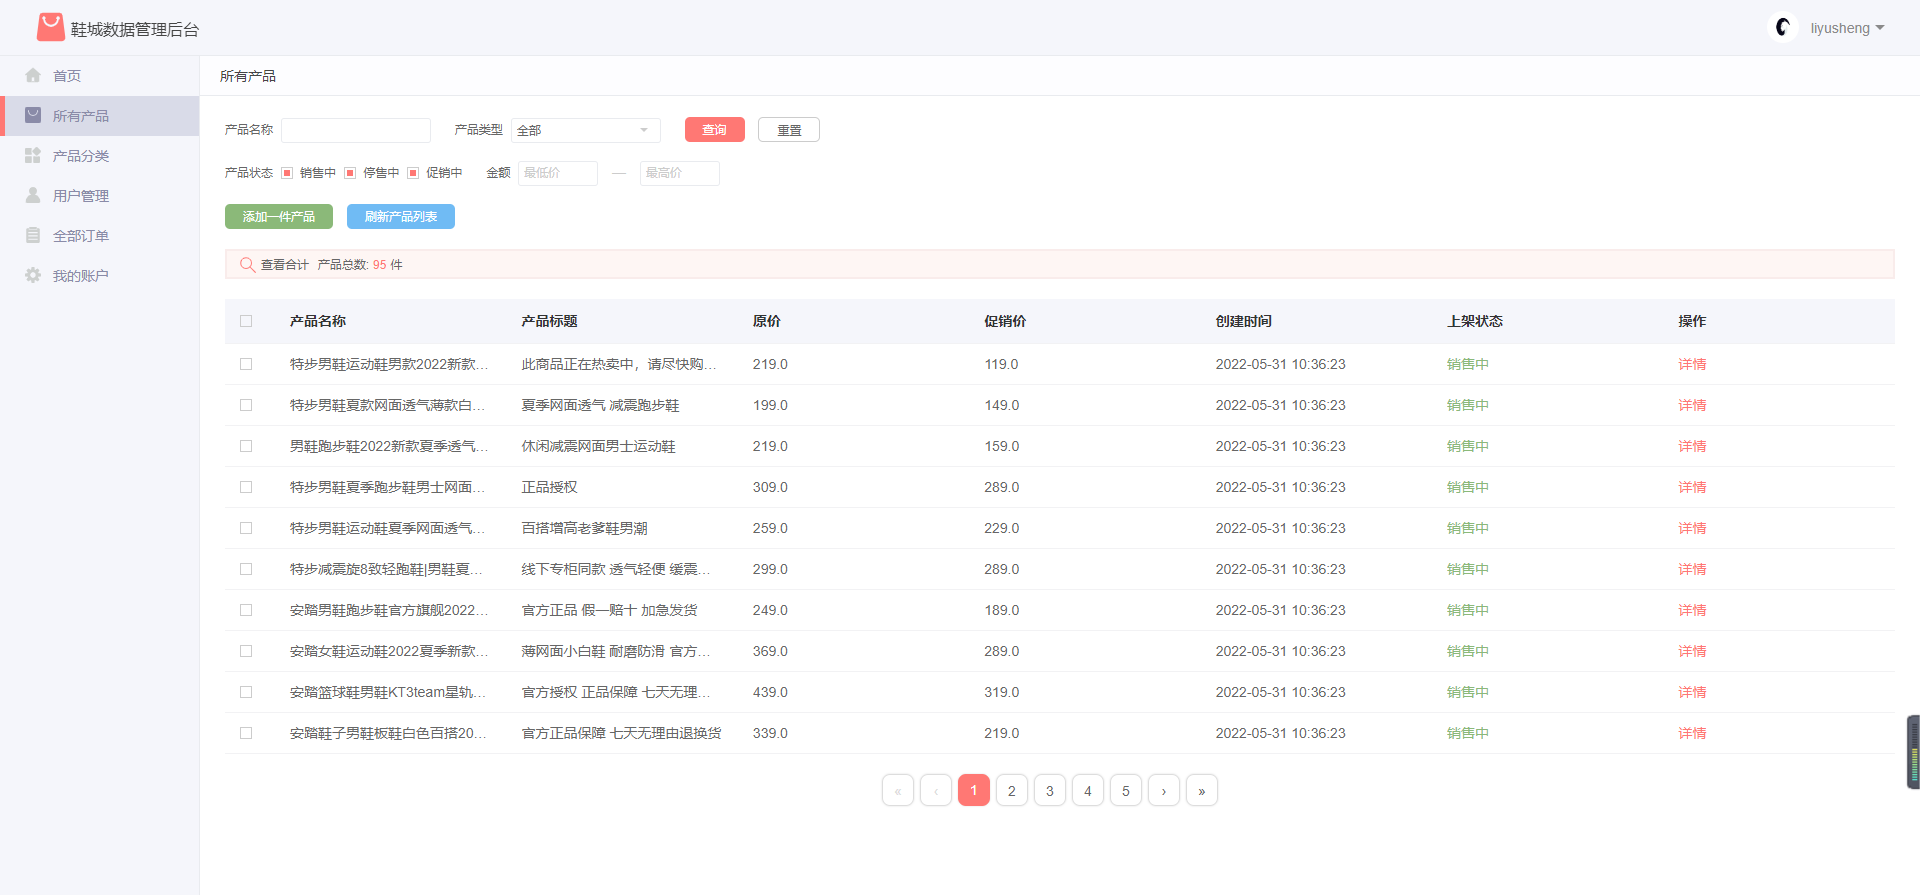 鞋城数据管理后台
liyusheng
首页
所有产品
产品分类
用户管理
全部订单
我的账户
所有产品
产品名称 产品类型 全部 查询 重置
产品状态 销售中 停售中 促销中 金额 最低价 — 最高价
添加一件产品 刷新产品列表
查看合计 产品总数: 95 件
产品名称 产品标题 原价 促销价 创建时间 上架状态 操作
特步男鞋运动鞋男款2022新款... 此商品正在热卖中，请尽快购... 219.0 119.0 2022-05-31 10:36:23 销售中 详情
特步男鞋夏款网面透气薄款白... 夏季网面透气 减震跑步鞋 199.0 149.0 2022-05-31 10:36:23 销售中 详情
男鞋跑步鞋2022新款夏季透气... 休闲减震网面男士运动鞋 219.0 159.0 2022-05-31 10:36:23 销售中 详情
特步男鞋夏季跑步鞋男士网面... 正品授权 309.0 289.0 2022-05-31 10:36:23 销售中 详情
特步男鞋运动鞋夏季网面透气... 百搭增高老爹鞋男潮 259.0 229.0 2022-05-31 10:36:23 销售中 详情
特步减震旋8致轻跑鞋|男鞋夏... 线下专柜同款 透气轻便 缓震... 299.0 289.0 2022-05-31 10:36:23 销售中 详情
安踏男鞋跑步鞋官方旗舰2022... 官方正品 假一赔十 加急发货 249.0 189.0 2022-05-31 10:36:23 销售中 详情
安踏女鞋运动鞋2022夏季新款... 薄网面小白鞋 耐磨防滑 官方... 369.0 289.0 2022-05-31 10:36:23 销售中 详情
安踏篮球鞋男鞋KT3team星轨... 官方授权 正品保障 七天无理... 439.0 319.0 2022-05-31 10:36:23 销售中 详情
安踏鞋子男鞋板鞋白色百搭20... 官方正品保障 七天无理由退换货 339.0 219.0 2022-05-31 10:36:23 销售中 详情
« ‹ 1 2 3 4 5 › »